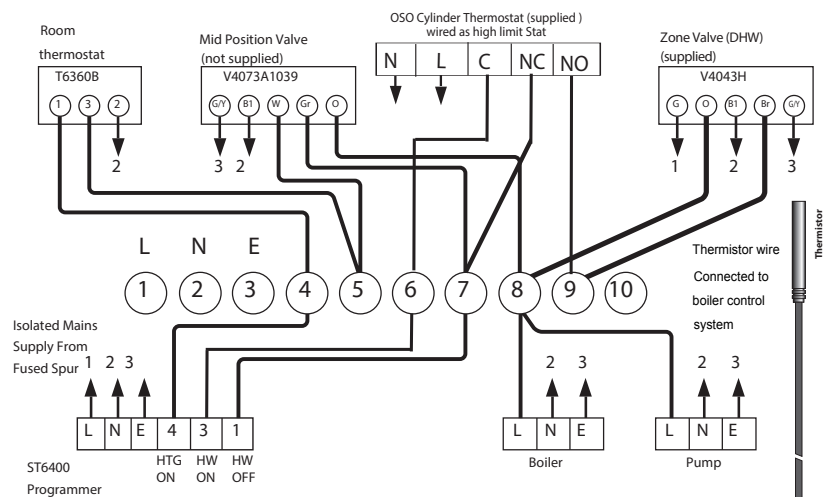 OSO Cylinder Thermostat (supplied )
wired as high limit Stat
Room
thermostat
T6360B
1 3 2
2
Mid Position Valve
(not supplied)
V4073A1039
G/Y B1 W Gr O
3 2
N L C NC NO
Zone Valve (DHW)
(supplied)
V4043H
G O B1 Br G/Y
1 2 3
L N E
1 2 3 4 5 6 7 8 9 10
Thermistor wire
Connected to
boiler control
system
Thermistor
Isolated Mains
Supply From
Fused Spur
1 2 3
L N E 4 3 1
HTG
ON
HW
ON
HW
OFF
ST6400
Programmer
2 3
L N E
Boiler
2 3
L N E
Pump